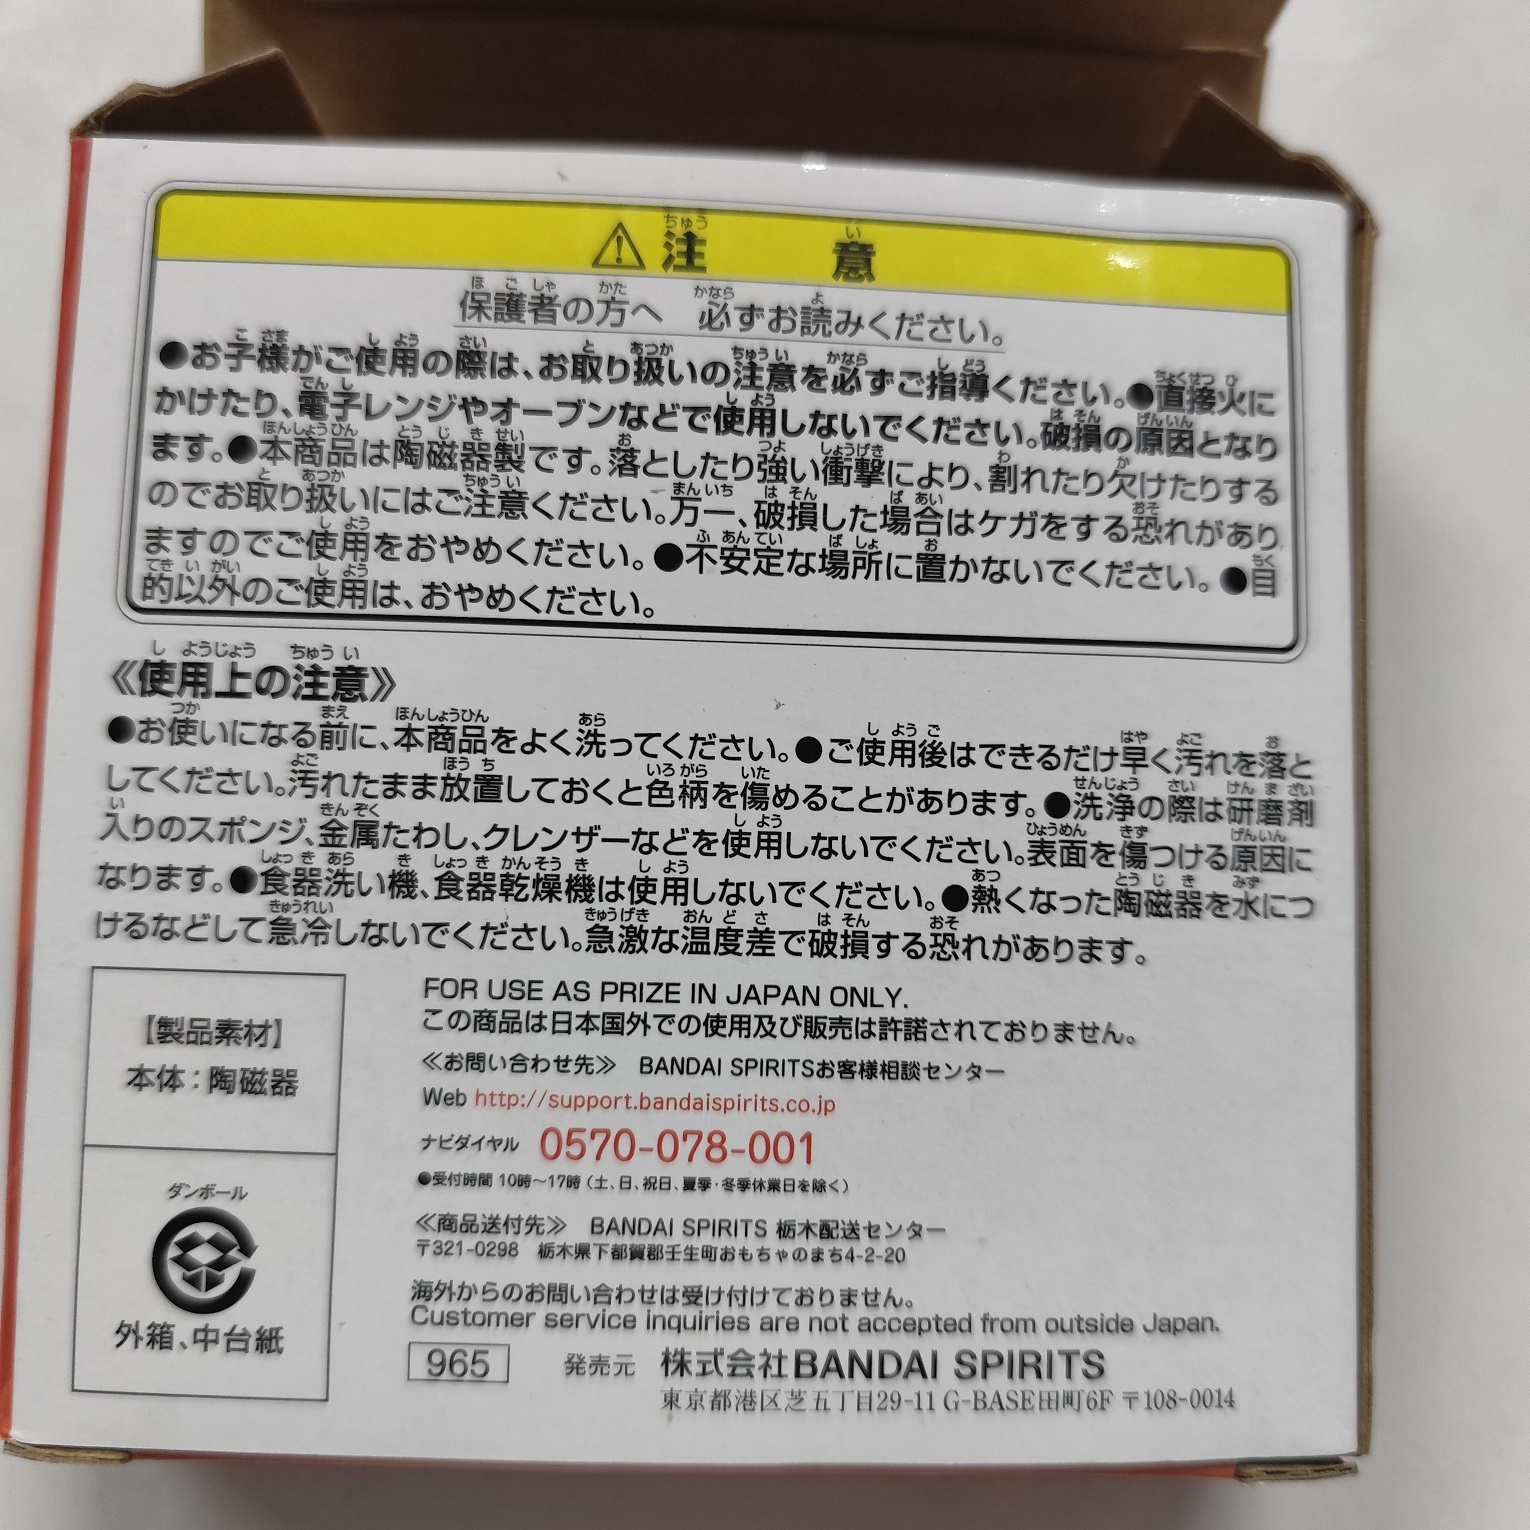 ⚠注意
保護者の方へ 必ずお読みください。
●お子様がご使用の際は、お取り扱いの注意を必ずご指導ください。●直接火に
かけたり、電子レンジやオーブンなどで使用しないでください。破損の原因となり
ます。●本商品は陶磁器製です。落としたり強い衝撃により、割れたり欠けたりする
のでお取り扱いにはご注意ください。万一、破損した場合はケガをする恐れがあり
ますのでご使用をおやめください。●不安定な場所に置かないでください。●目
的以外のご使用は、おやめください。
《使用上の注意》
●お使いになる前に、本商品をよく洗ってください。●ご使用後はできるだけ早く汚れを落と
してください。汚れたまま放置しておくと色柄を傷めることがあります。●洗浄の際は研磨剤
入りのスポンジ、金属たわし、クレンザーなどを使用しないでください。表面を傷つける原因に
なります。●食器洗い機、食器乾燥機は使用しないでください。●熱くなった陶磁器を水につ
けるなどして急冷しないでください。急激な温度差で破損する恐れがあります。
【製品素材】
本体：陶磁器
ダンボール
外箱、中台紙
FOR USE AS PRIZE IN JAPAN ONLY.
この商品は日本国外での使用及び販売は許諾されておりません。
≪お問い合わせ先≫ BANDAI SPIRITSお客様相談センター
Web http://support.bandaispirits.co.jp
ナビダイヤル 0570-078-001
●受付時間 10時～17時（土、日、祝日、夏季・冬季休業日を除く）
≪商品送付先≫ BANDAI SPIRITS 栃木配送センター
〒321-0298 栃木県下都賀郡壬生町おもちゃのまち4-2-20
海外からのお問い合わせは受け付けておりません。
Customer service inquiries are not accepted from outside Japan.
965 発売元 株式会社BANDAI SPIRITS
東京都港区芝五丁目29-11 G-BASE田町6F 〒108-0014